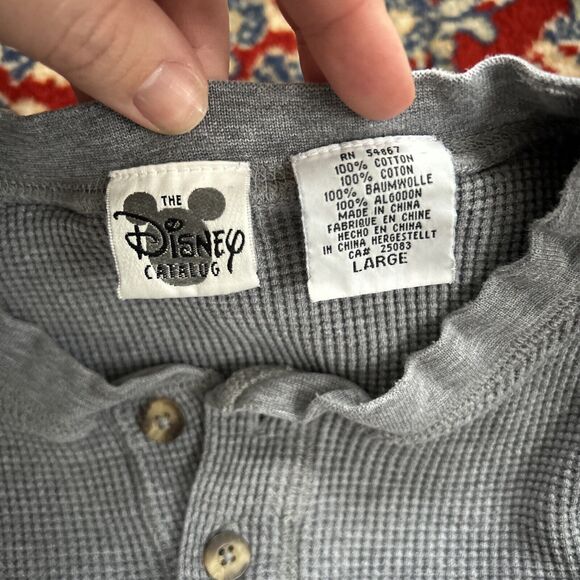 THE
Disney
CATALOG
RN 54867
100% COTTON
100% COTON
100% BAUMWOLLE
100% ALGODON
MADE IN CHINA
FABRIQUE EN CHINE
HECHO EN CHINA
IN CHINA HERGESTELLT
CA# 25083
LARGE